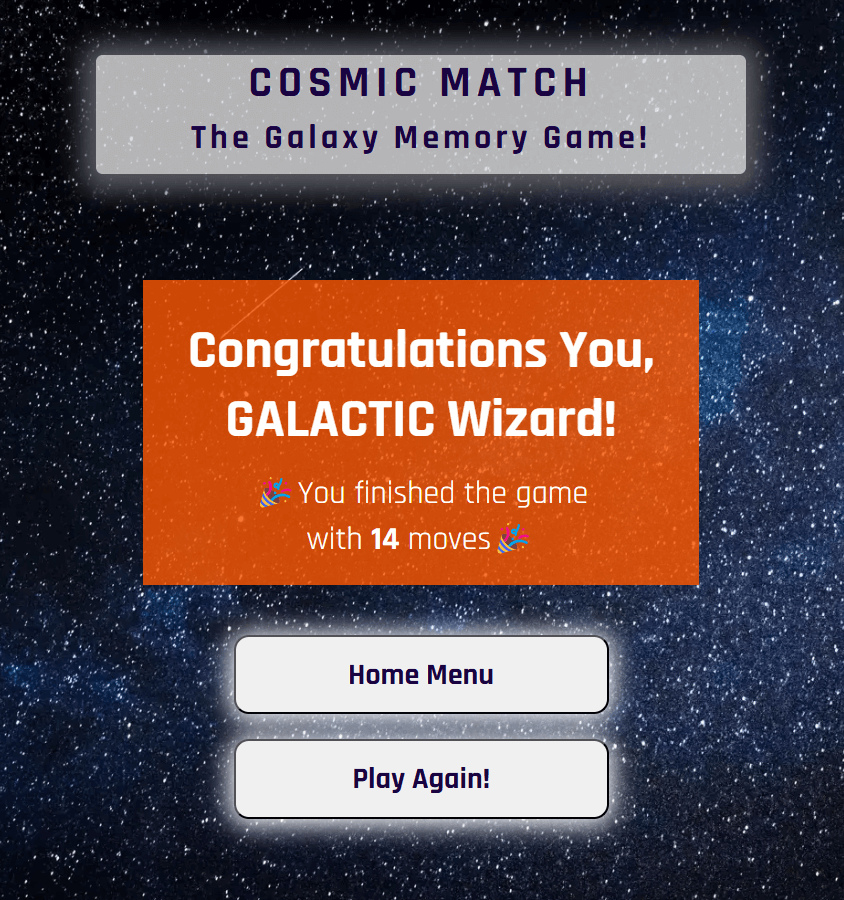 COSMIC MATCH
The Galaxy Memory Game!
Congratulations You,
GALACTIC Wizard!
🎉 You finished the game
with 14 moves 🎉
Home Menu
Play Again!